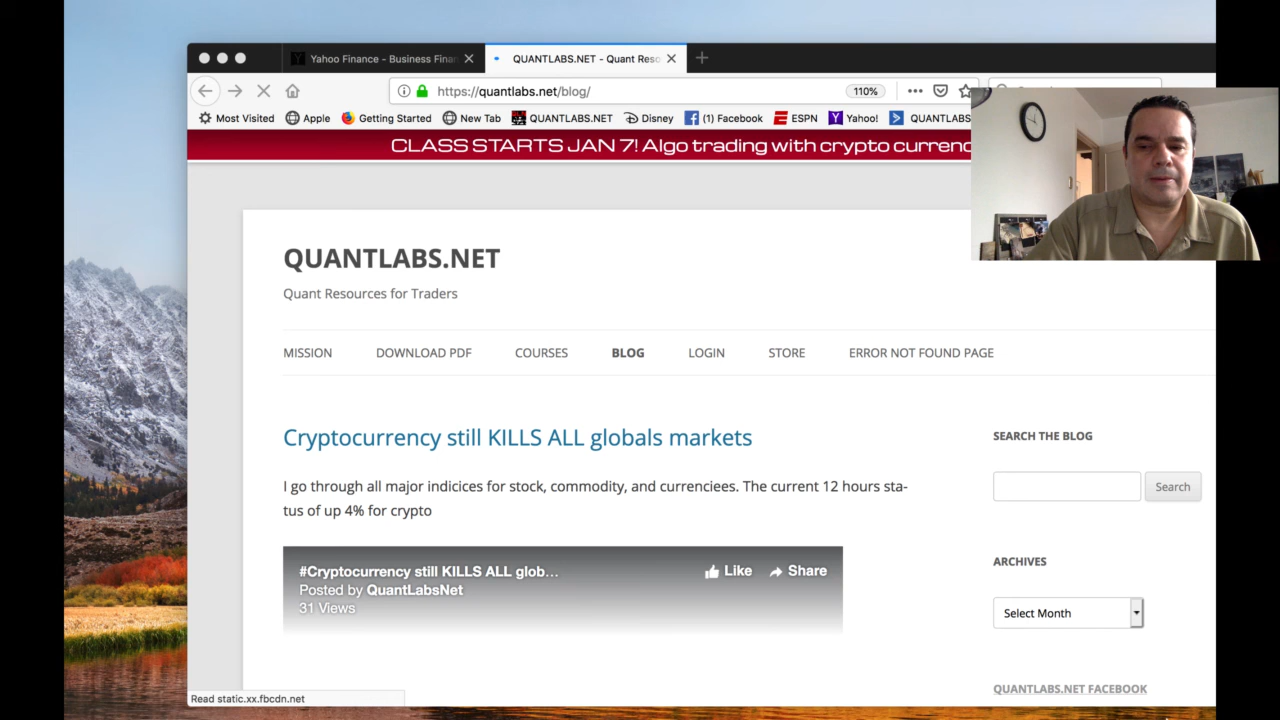 Yahoo Finance - Business Finan
QUANTLABS.NET - Quant Reso
https://quantlabs.net/blog/
110%
Most Visited
Apple
Getting Started
New Tab
QUANTLABS.NET
Disney
(1) Facebook
ESPN
Yahoo!
QUANTLABS
CLASS STARTS JAN 7! Algo trading with crypto currenc
QUANTLABS.NET
Quant Resources for Traders
MISSION
DOWNLOAD PDF
COURSES
BLOG
LOGIN
STORE
ERROR NOT FOUND PAGE
Cryptocurrency still KILLS ALL globals markets
I go through all major indicices for stock, commodity, and currenciees. The current 12 hours sta-
tus of up 4% for crypto
#Cryptocurrency still KILLS ALL glob...
Posted by QuantLabsNet
31 Views
Like
Share
SEARCH THE BLOG
Search
ARCHIVES
Select Month
QUANTLABS.NET FACEBOOK
Read static.xx.fbcdn.net